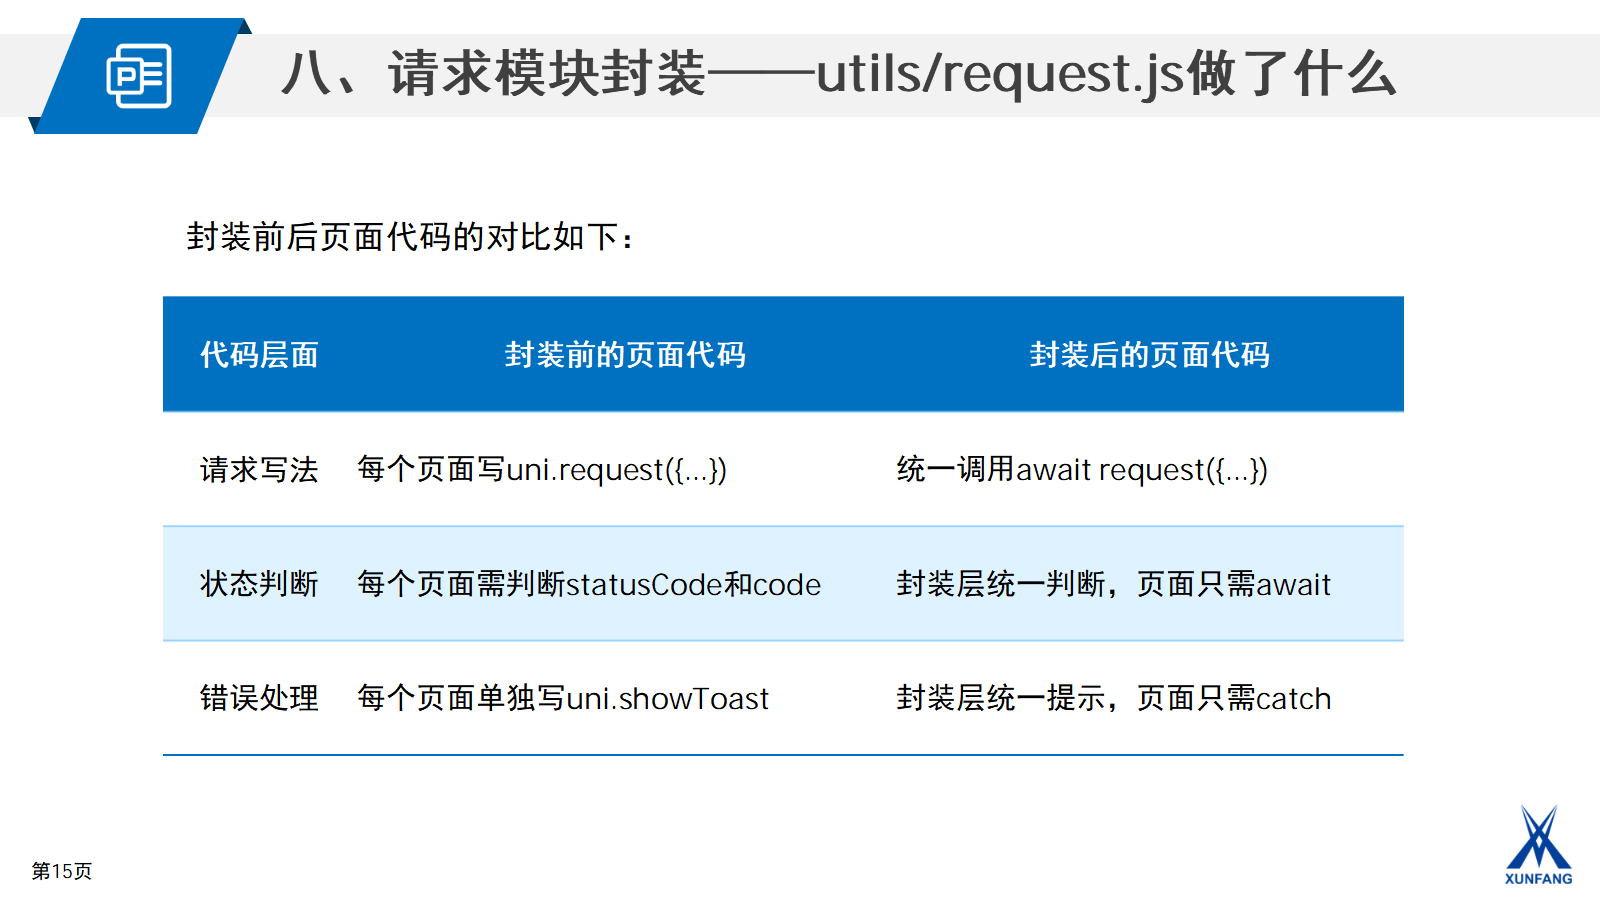 八、请求模块封装——utils/request.js做了什么
封装前后页面代码的对比如下：
代码层面 封装前的页面代码 封装后的页面代码
请求写法 每个页面写uni.request({...}) 统一调用await request({...})
状态判断 每个页面需判断statusCode和code 封装层统一判断，页面只需await
错误处理 每个页面单独写uni.showToast 封装层统一提示，页面只需catch
第15页
XUNFANG